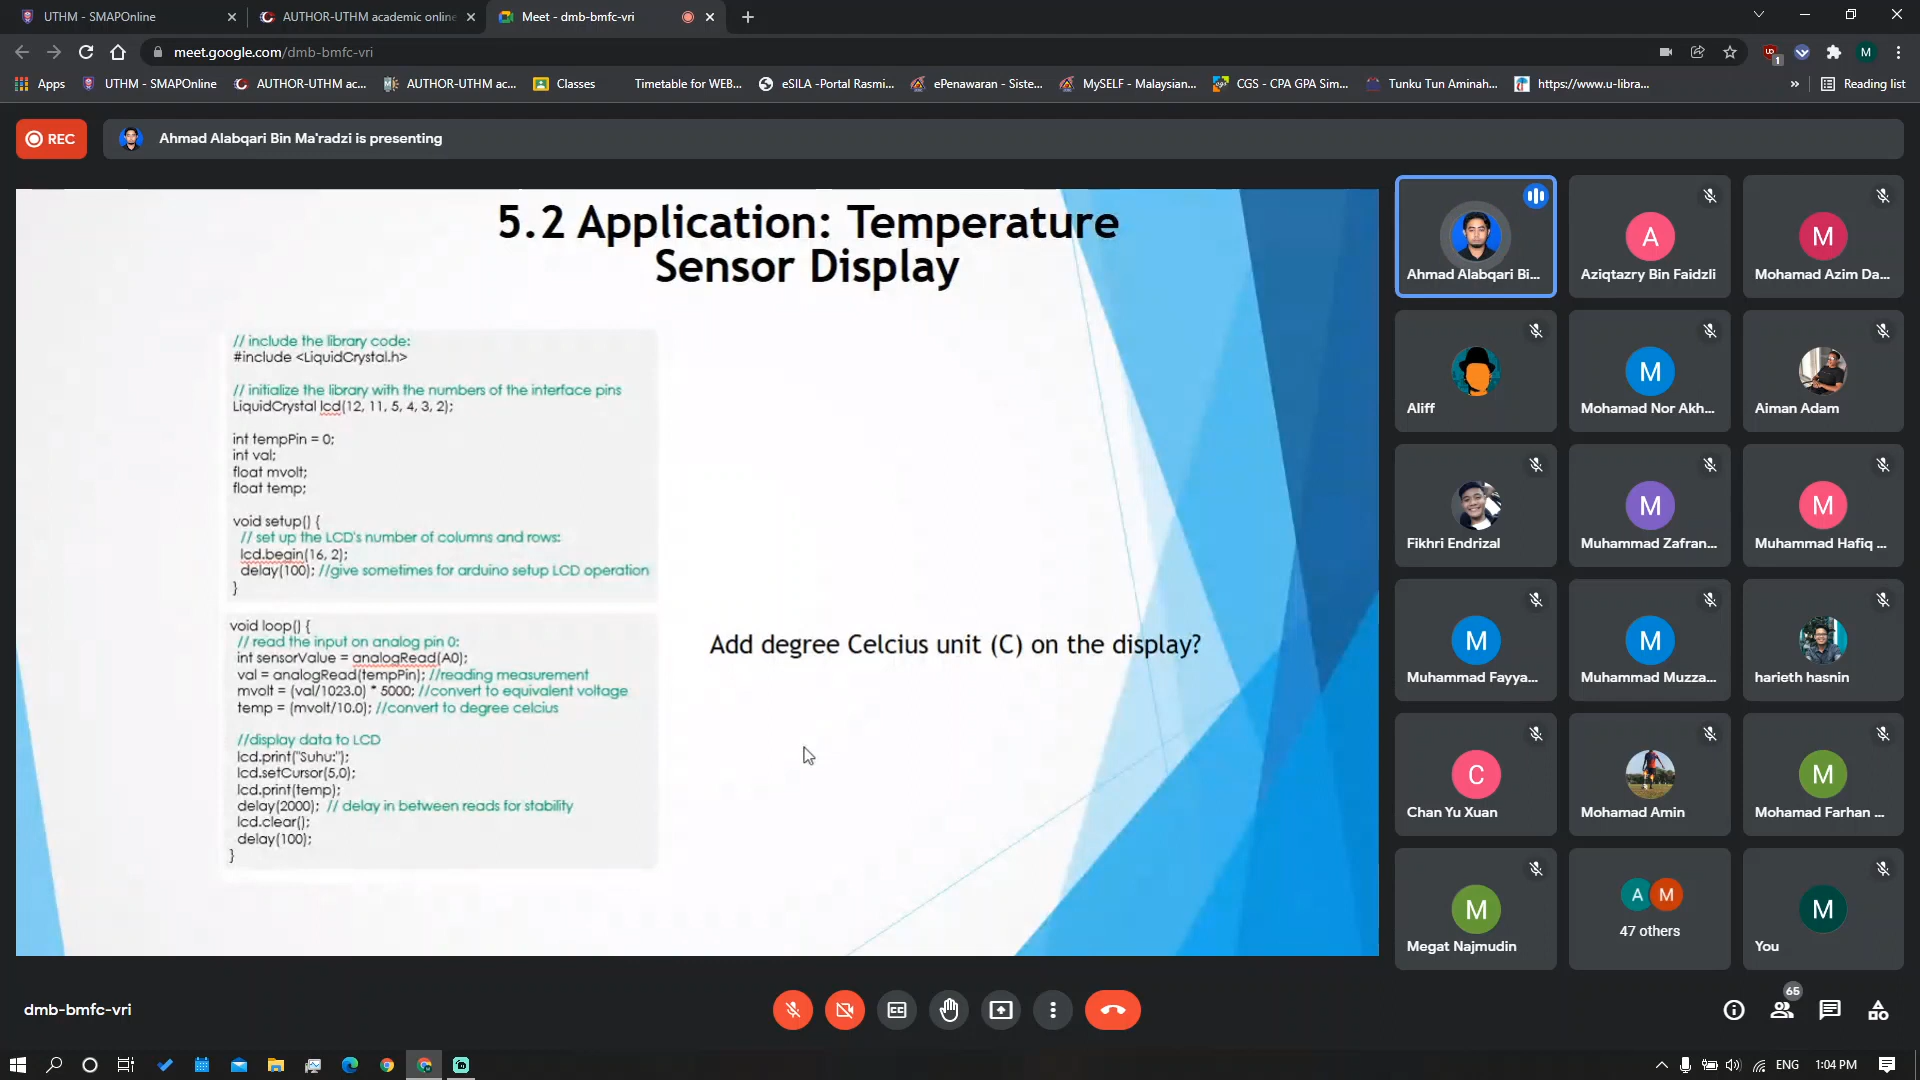 UTHM - SMAPOnline
AUTHOR-UTHM academic online
Meet - dmb-bmfc-vri
meet.google.com/dmb-bmfc-vri
Apps
UTHM - SMAPOnline
AUTHOR-UTHM ac...
AUTHOR-UTHM ac...
Classes
Timetable for WEB...
eSILA -Portal Rasmi...
ePenawaran - Siste...
MySELF - Malaysian...
CGS - CPA GPA Sim...
Tunku Tun Aminah...
https://www.u-libra...
Reading list
REC
Ahmad Alabqari Bin Ma'radzi is presenting
5.2 Application: Temperature
Sensor Display
// include the library code:
#include <LiquidCrystal.h>
// initialize the library with the numbers of the interface pins
LiquidCrystal lcd(12, 11, 5, 4, 3, 2);
int tempPin = 0;
int val;
float mvolt;
float temp;
void setup() {
// set up the LCD's number of columns and rows:
lcd.begin(16, 2);
delay(100); //give sometimes for arduino setup LCD operation
}
void loop() {
// read the input on analog pin 0:
int sensorValue = analogRead(A0);
val = analogRead(tempPin); //reading measurement
mvolt = (val/1023.0) * 5000; //convert to equivalent voltage
temp = (mvolt/10.0); //convert to degree celcius
//display data to LCD
lcd.print("Suhu:");
lcd.setCursor(5,0);
lcd.print(temp);
delay(2000); // delay in between reads for stability
lcd.clear();
delay(100);
}
Add degree Celcius unit (C) on the display?
Ahmad Alabqari Bi...
A
Aziqtazry Bin Faidzli
M
Mohamad Azim Da...
Aliff
M
Mohamad Nor Akh...
Aiman Adam
Fikhri Endrizal
M
Muhammad Zafran...
M
Muhammad Hafiq ...
M
Muhammad Fayya...
M
Muhammad Muzza...
harieth hasnin
C
Chan Yu Xuan
Mohamad Amin
M
Mohamad Farhan ...
M
Megat Najmudin
A M
47 others
M
You
dmb-bmfc-vri
65
ENG
1:04 PM